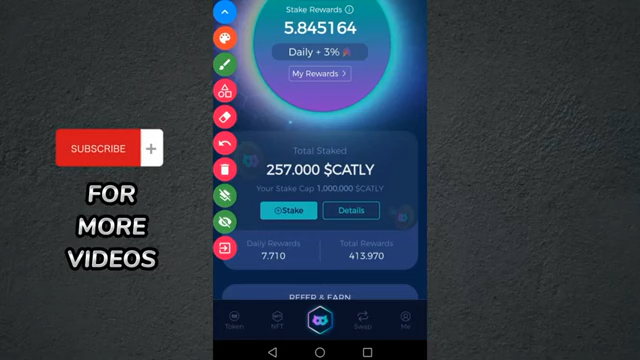 Stake Rewards
5.845164
Daily + 3%
My Rewards >
SUBSCRIBE +
FOR
MORE
VIDEOS
Total Staked
257.000 $CATLY
Your Stake Cap 1,000,000 $CATLY
Stake
Details
Daily Rewards
7,710
Total Rewards
413.970
REFER & EARN
Token
NFT
Swap
Me